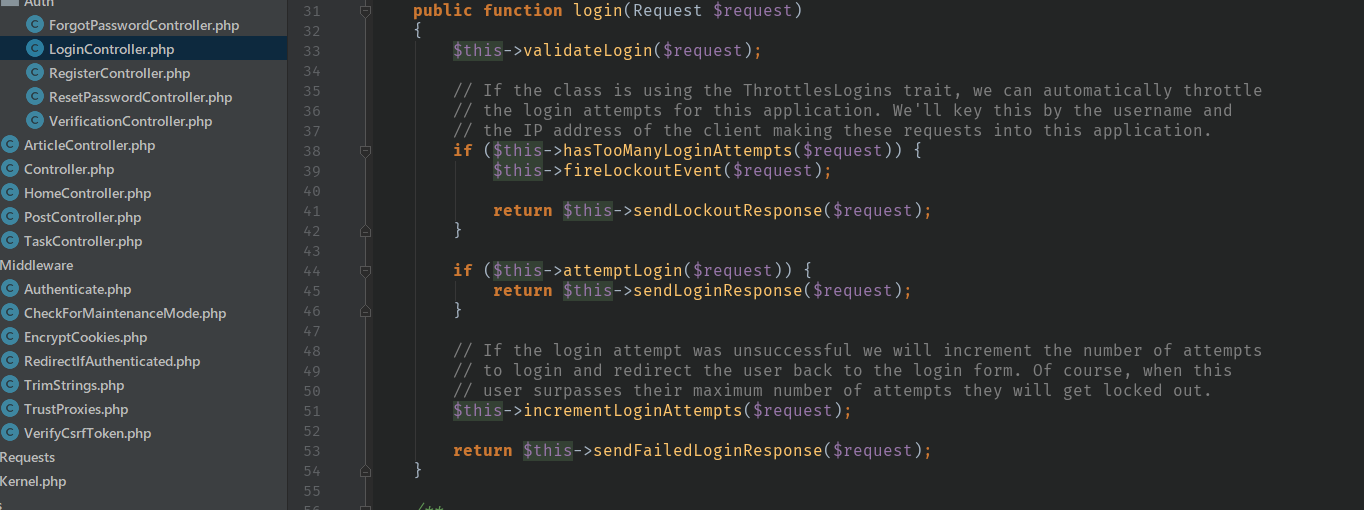 Auth
ForgotPasswordController.php
LoginController.php
RegisterController.php
ResetPasswordController.php
VerificationController.php
ArticleController.php
Controller.php
HomeController.php
PostController.php
TaskController.php
Middleware
Authenticate.php
CheckForMaintenanceMode.php
EncryptCookies.php
RedirectIfAuthenticated.php
TrimStrings.php
TrustProxies.php
VerifyCsrfToken.php
Requests
Kernel.php
31 public function login(Request $request)
32 {
33 $this->validateLogin($request);
34
35 // If the class is using the ThrottlesLogins trait, we can automatically throttle
36 // the login attempts for this application. We'll key this by the username and
37 // the IP address of the client making these requests into this application.
38 if ($this->hasTooManyLoginAttempts($request)) {
39 $this->fireLockoutEvent($request);
40
41 return $this->sendLockoutResponse($request);
42 }
43
44 if ($this->attemptLogin($request)) {
45 return $this->sendLoginResponse($request);
46 }
47
48 // If the login attempt was unsuccessful we will increment the number of attempts
49 // to login and redirect the user back to the login form. Of course, when this
50 // user surpasses their maximum number of attempts they will get locked out.
51 $this->incrementLoginAttempts($request);
52
53 return $this->sendFailedLoginResponse($request);
54 }
55
56 /**